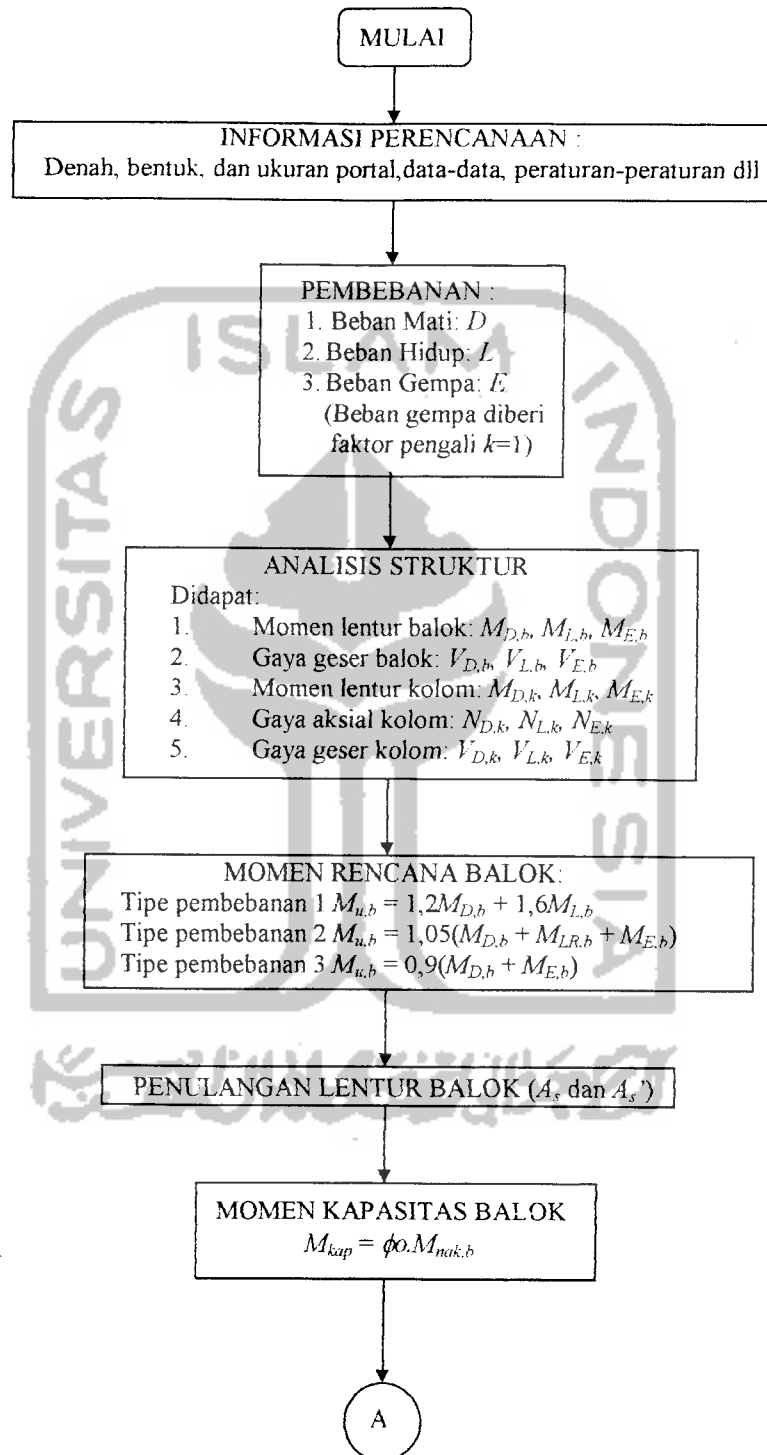 MULAI
INFORMASI PERENCANAAN :
Denah, bentuk, dan ukuran portal,data-data, peraturan-peraturan dll
PEMBEBANAN :
1. Beban Mati: D
2. Beban Hidup: L
3. Beban Gempa: E
(Beban gempa diberi
faktor pengali k=1)
ANALISIS STRUKTUR
Didapat:
1. Momen lentur balok: M_{D,b}, M_{L,b}, M_{E,b}
2. Gaya geser balok: V_{D,b}, V_{L,b}, V_{E,b}
3. Momen lentur kolom: M_{D,k}, M_{L,k}, M_{E,k}
4. Gaya aksial kolom: N_{D,k}, N_{L,k}, N_{E,k}
5. Gaya geser kolom: V_{D,k}, V_{L,k}, V_{E,k}
MOMEN RENCANA BALOK:
Tipe pembebanan 1 M_{u,b} = 1,2M_{D,b} + 1,6M_{L,b}
Tipe pembebanan 2 M_{u,b} = 1,05(M_{D,b} + M_{LR,b} + M_{E,b})
Tipe pembebanan 3 M_{u,b} = 0,9(M_{D,b} + M_{E,b})
PENULANGAN LENTUR BALOK (A_s dan A_s')
MOMEN KAPASITAS BALOK
M_{kap} = ϕo.M_{nak,b}
A
UNIVERSITAS
ISLAM
INDONESIA